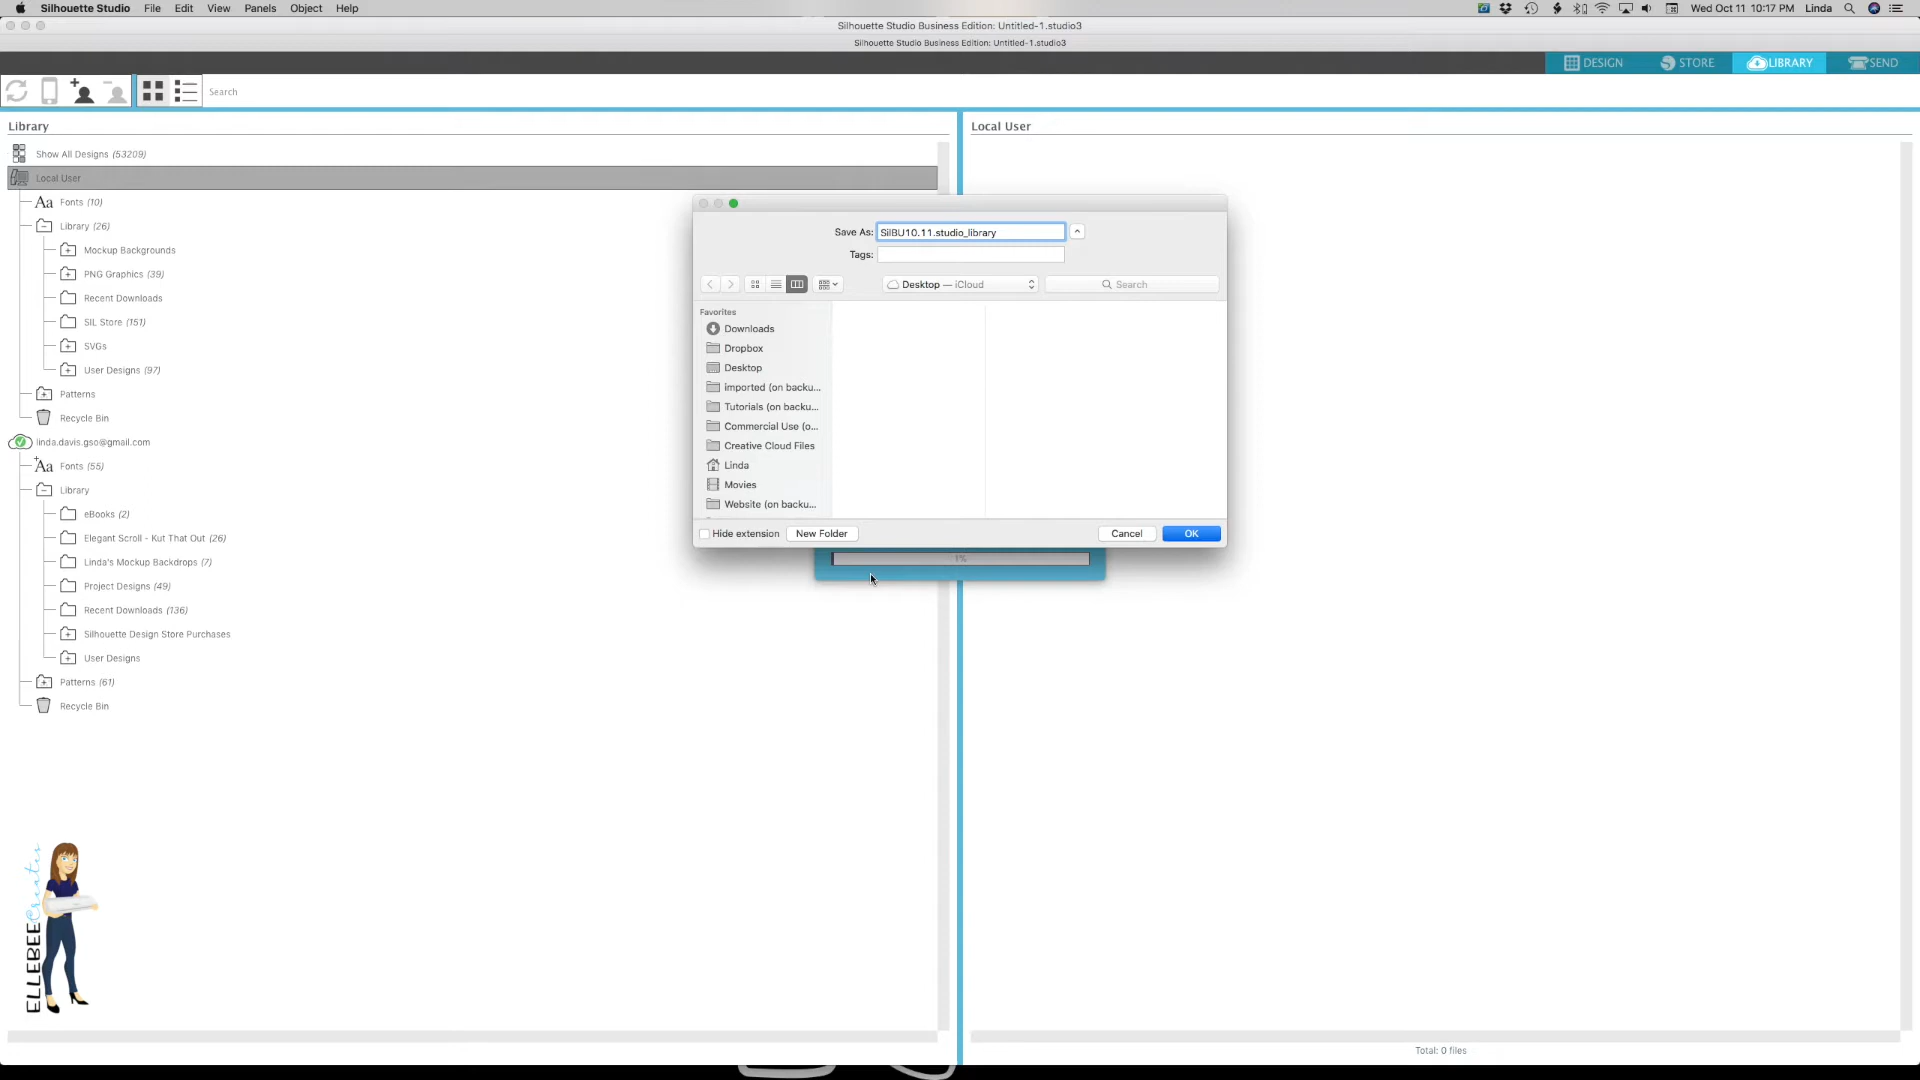 Silhouette Studio File Edit View Panels Object Help
Wed Oct 11 10:17 PM Linda
Silhouette Studio Business Edition: Untitled-1.studio3
Silhouette Studio Business Edition: Untitled-1.studio3
DESIGN STORE LIBRARY SEND
Search
Library
Show All Designs (53209)
Local User
Aa Fonts (10)
Library (26)
Mockup Backgrounds
PNG Graphics (39)
Recent Downloads
SIL Store (151)
SVGs
User Designs (97)
Patterns
Recycle Bin
linda.davis.gso@gmail.com
Aa Fonts (55)
Library
eBooks (2)
Elegant Scroll - Kut That Out (26)
Linda's Mockup Backdrops (7)
Project Designs (49)
Recent Downloads (136)
Silhouette Design Store Purchases
User Designs
Patterns (61)
Recycle Bin
ELLEBEE Creates
Local User
Save As: SilBU10.11.studio_library
Tags:
Desktop — iCloud
Search
Favorites
Downloads
Dropbox
Desktop
imported (on backu...
Tutorials (on backu...
Commercial Use (o...
Creative Cloud Files
Linda
Movies
Website (on backu...
Hide extension New Folder Cancel OK
1%
Total: 0 files